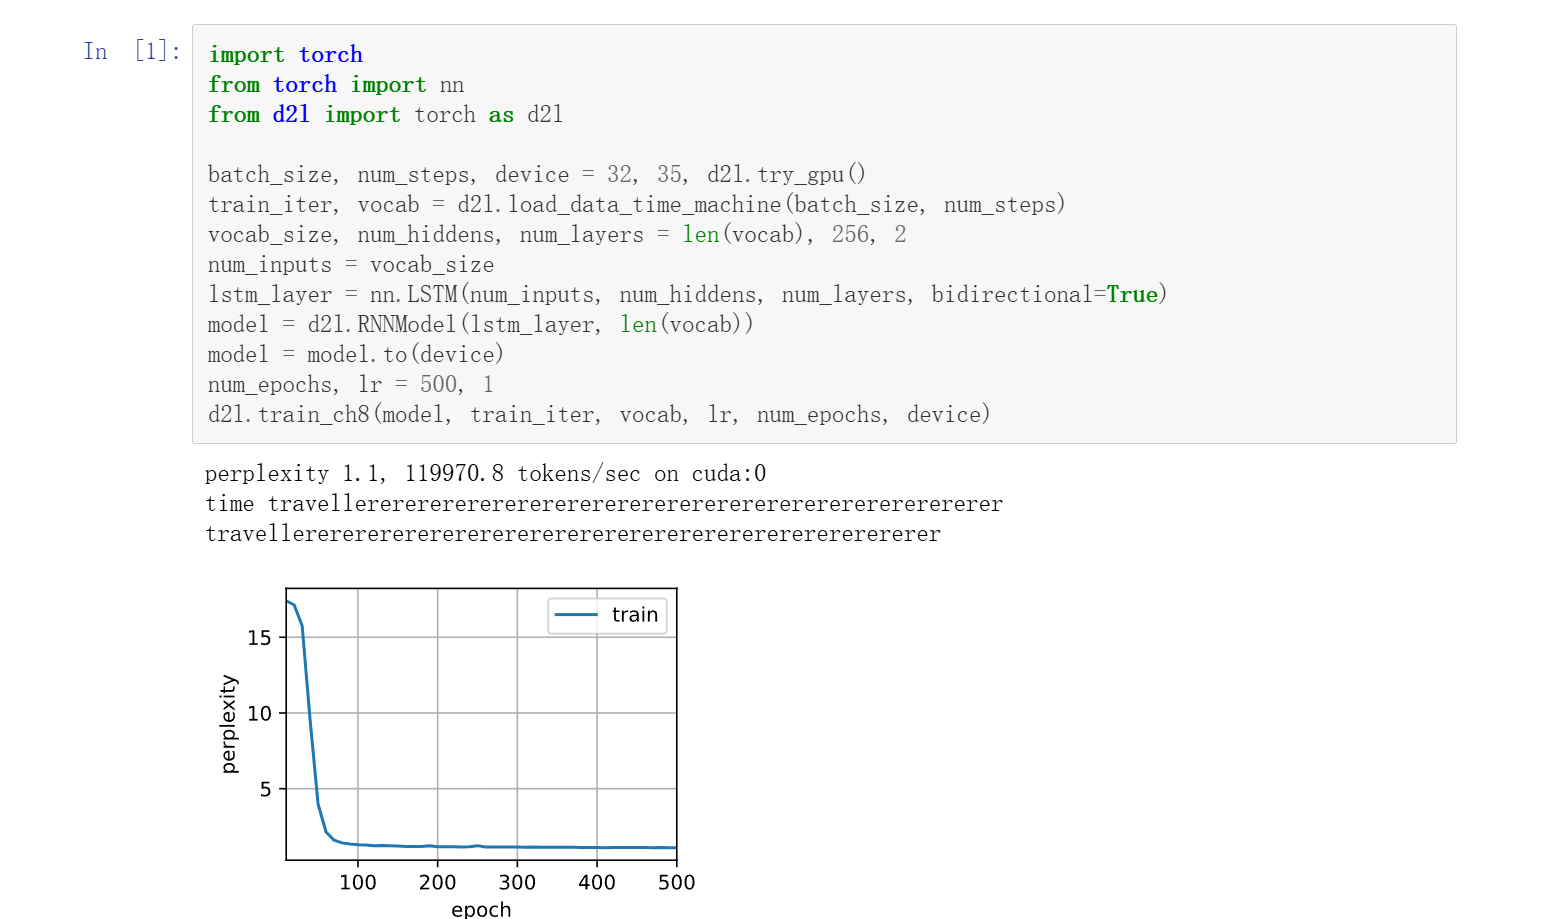 In [1]:
import torch
from torch import nn
from d2l import torch as d2l
batch_size, num_steps, device = 32, 35, d2l.try_gpu()
train_iter, vocab = d2l.load_data_time_machine(batch_size, num_steps)
vocab_size, num_hiddens, num_layers = len(vocab), 256, 2
num_inputs = vocab_size
lstm_layer = nn.LSTM(num_inputs, num_hiddens, num_layers, bidirectional=True)
model = d2l.RNNModel(lstm_layer, len(vocab))
model = model.to(device)
num_epochs, lr = 500, 1
d2l.train_ch8(model, train_iter, vocab, lr, num_epochs, device)
perplexity 1.1, 119970.8 tokens/sec on cuda:0
time travellererererererererererererererererererererererererer
travellererererererererererererererererererererererererer
train
15
10
5
perplexity
100 200 300 400 500
epoch